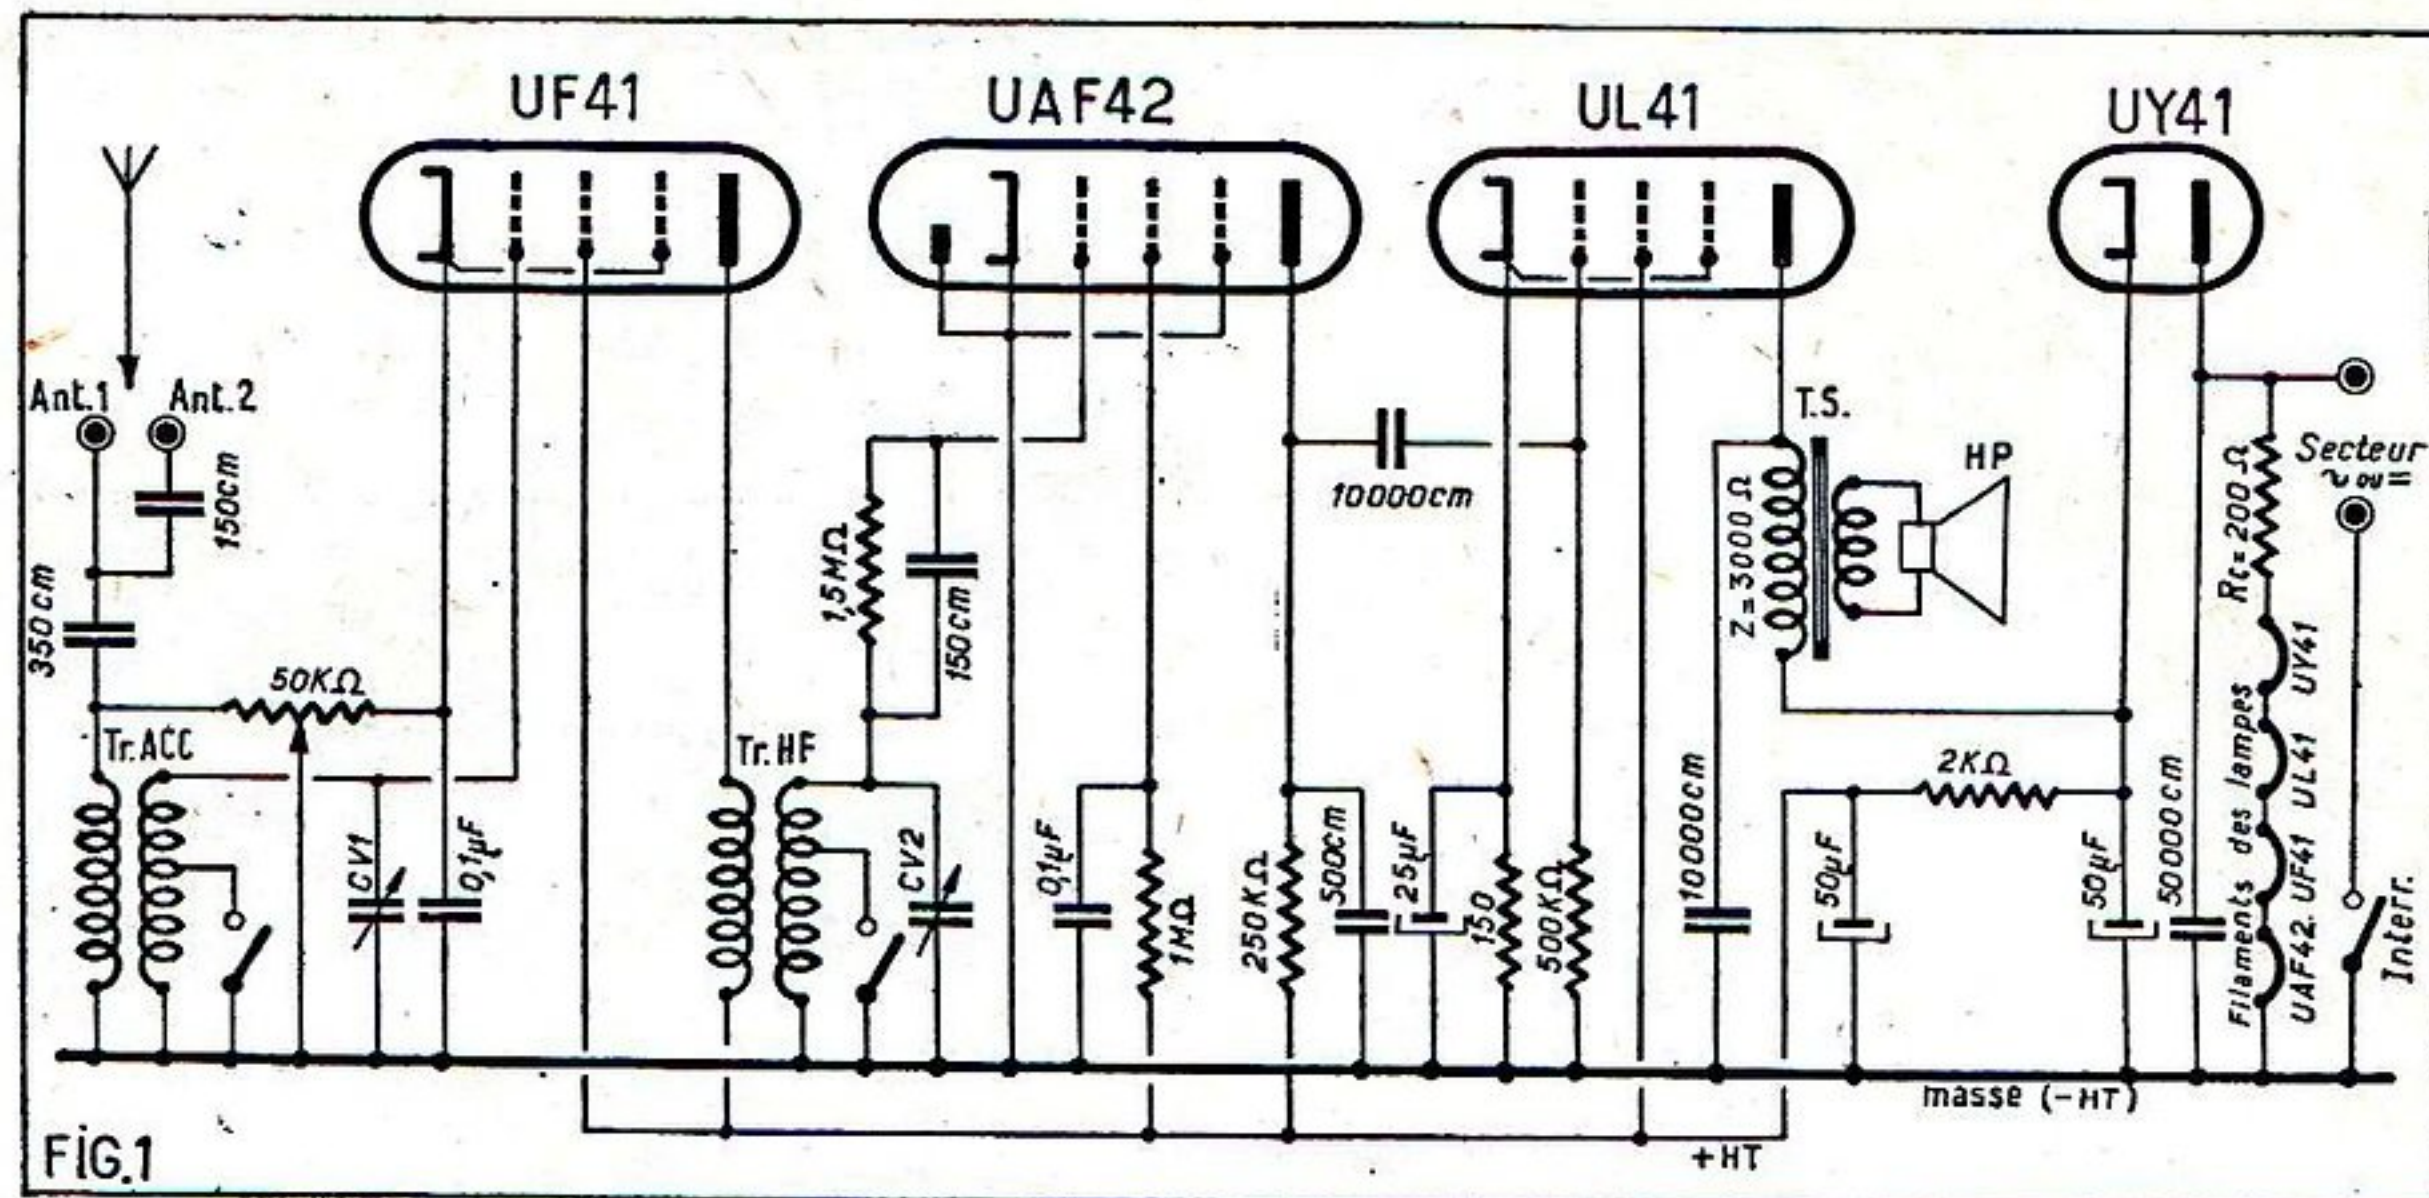 UF41
UAF42
UL41
UY41
Ant.1
Ant.2
150cm
350cm
50KΩ
Tr.ACC
CV1
0,1µF
Tr.HF
1,5MΩ
150cm
CV2
0,1µF
1MΩ
10000cm
250KΩ
500cm
25µF
150
500KΩ
T.S.
Z=3000Ω
HP
10000cm
2KΩ
50µF
50µF
50000cm
Secteur
~ ou =
Rc=200Ω
Filaments des lampes
UAF42. UF41 UL41 UY41
Interr.
masse (-HT)
+HT
FIG.1